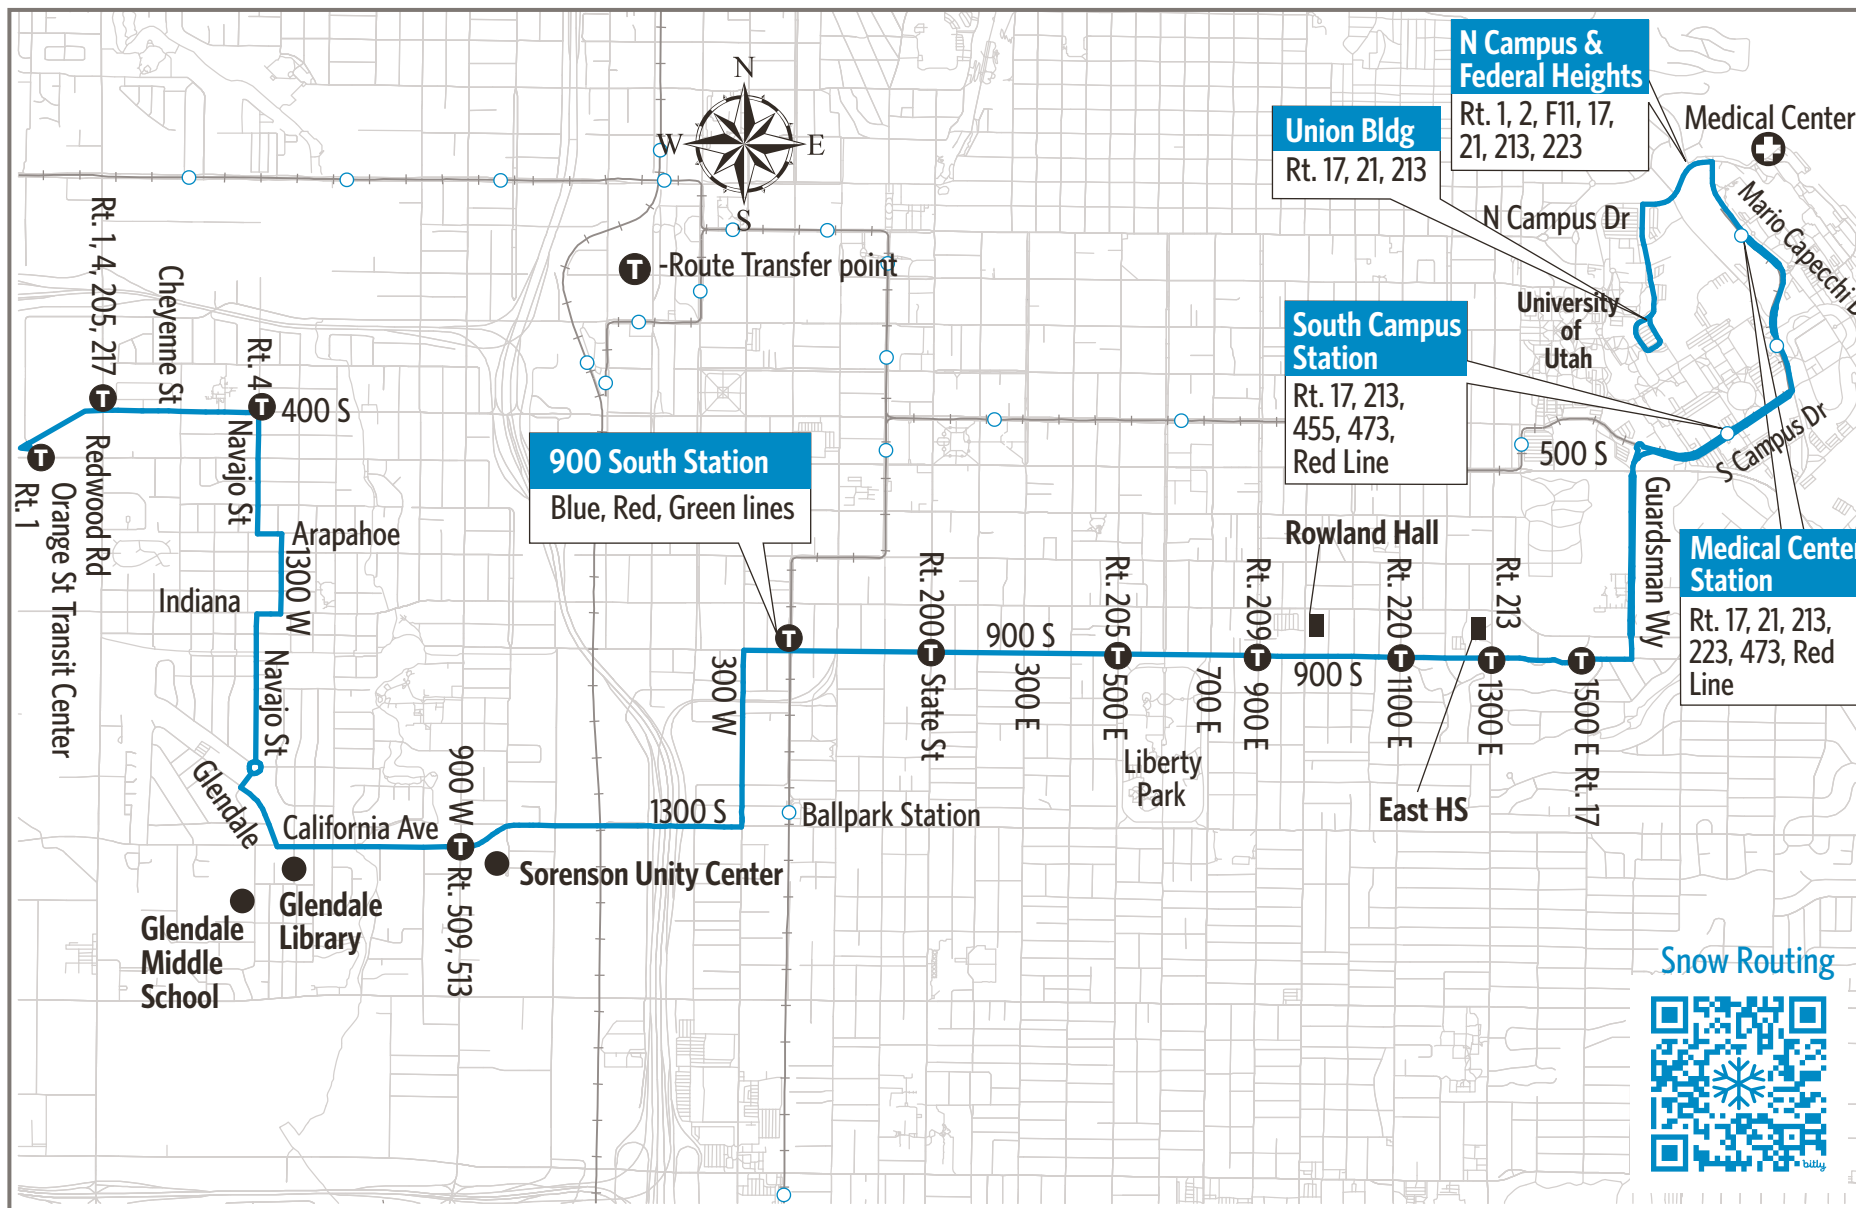 N Campus &
Federal Heights
Rt. 1, 2, F11, 17,
21, 213, 223
Medical Center
Union Bldg
Rt. 17, 21, 213
N
W
E
S
N Campus Dr
Mario Capecchi D
T
-Route Transfer point
University
of
Utah
South Campus
Station
Rt. 17, 213,
455, 473,
Red Line
S Campus Dr
500 S
Rt. 1, 4, 205, 217
Cheyenne St
Rt. 4
T
T
400 S
T
Rt. 1
Orange St Transit Center
Redwood Rd
Navajo St
Arapahoe
1300 W
Indiana
Navajo St
Glendale
California Ave
900 W
T
Rt. 509, 513
Glendale
Library
Glendale
Middle
School
Sorenson Unity Center
1300 S
300 W
900 South Station
Blue, Red, Green lines
T
Ballpark Station
Rt. 200
T
State St
900 S
300 E
Rt. 205
T
500 E
Liberty
Park
700 E
Rt. 209
T
900 E
Rowland Hall
900 S
Rt. 220
T
1100 E
East HS
Rt. 213
T
1300 E
T
1500 E Rt. 17
Guardsman Wy
Medical Center
Station
Rt. 17, 21, 213,
223, 473, Red
Line
Snow Routing
bitly